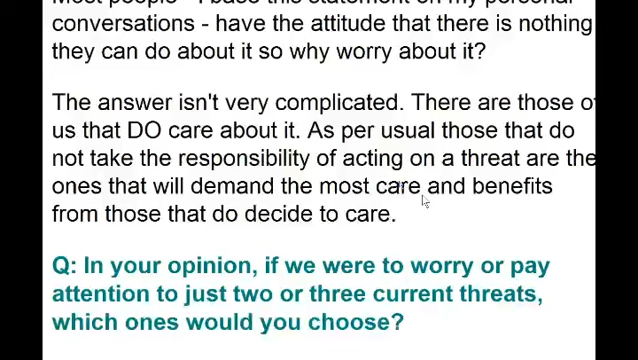 Most people - I base this statement on my personal
conversations - have the attitude that there is nothing
they can do about it so why worry about it?
The answer isn't very complicated. There are those of
us that DO care about it. As per usual those that do
not take the responsibility of acting on a threat are the
ones that will demand the most care and benefits
from those that do decide to care.
Q: In your opinion, if we were to worry or pay
attention to just two or three current threats,
which ones would you choose?